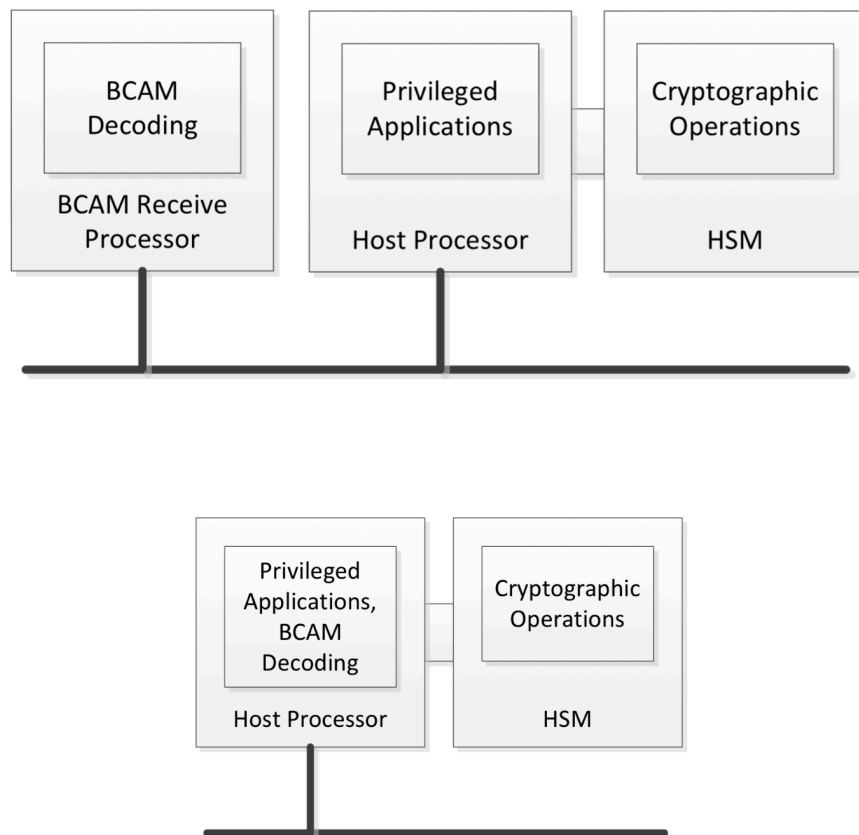 BCAM
Decoding
BCAM Receive
Processor
Privileged
Applications
Host Processor
Cryptographic
Operations
HSM
Privileged
Applications,
BCAM
Decoding
Host Processor
Cryptographic
Operations
HSM